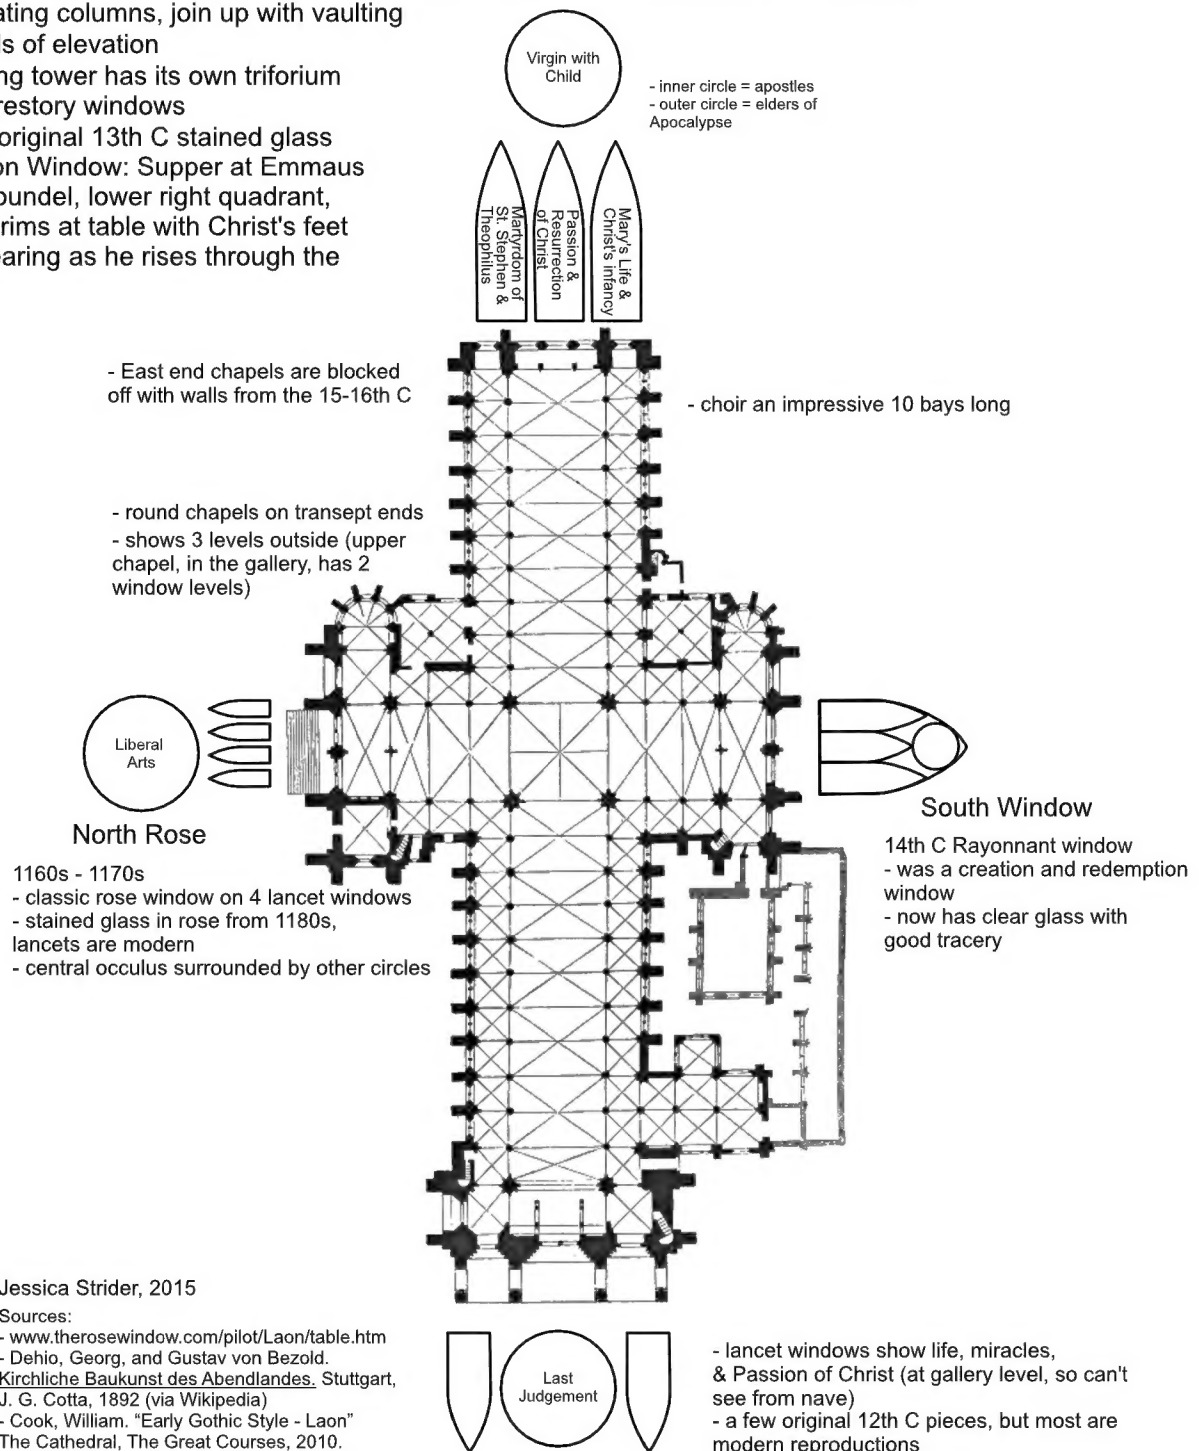 ating columns, join up with vaulting
ls of elevation
ng tower has its own triforium
restory windows
original 13th C stained glass
on Window: Supper at Emmaus
oundel, lower right quadrant,
rims at table with Christ's feet
earing as he rises through the
Virgin with
Child
- inner circle = apostles
- outer circle = elders of
Apocalypse
Martyrdom of
St. Stephen &
Theophilus
Passion &
Resurrection
of Christ
Mary's Life &
Christ's infancy
- East end chapels are blocked
off with walls from the 15-16th C
- choir an impressive 10 bays long
- round chapels on transept ends
- shows 3 levels outside (upper
chapel, in the gallery, has 2
window levels)
Liberal
Arts
North Rose
1160s - 1170s
- classic rose window on 4 lancet windows
- stained glass in rose from 1180s,
lancets are modern
- central occulus surrounded by other circles
South Window
14th C Rayonnant window
- was a creation and redemption
window
- now has clear glass with
good tracery
Jessica Strider, 2015
Sources:
- www.therosewindow.com/pilot/Laon/table.htm
- Dehio, Georg, and Gustav von Bezold.
Kirchliche Baukunst des Abendlandes. Stuttgart,
J. G. Cotta, 1892 (via Wikipedia)
- Cook, William. “Early Gothic Style - Laon”
The Cathedral, The Great Courses, 2010.
Last
Judgement
- lancet windows show life, miracles,
& Passion of Christ (at gallery level, so can't
see from nave)
- a few original 12th C pieces, but most are
modern reproductions